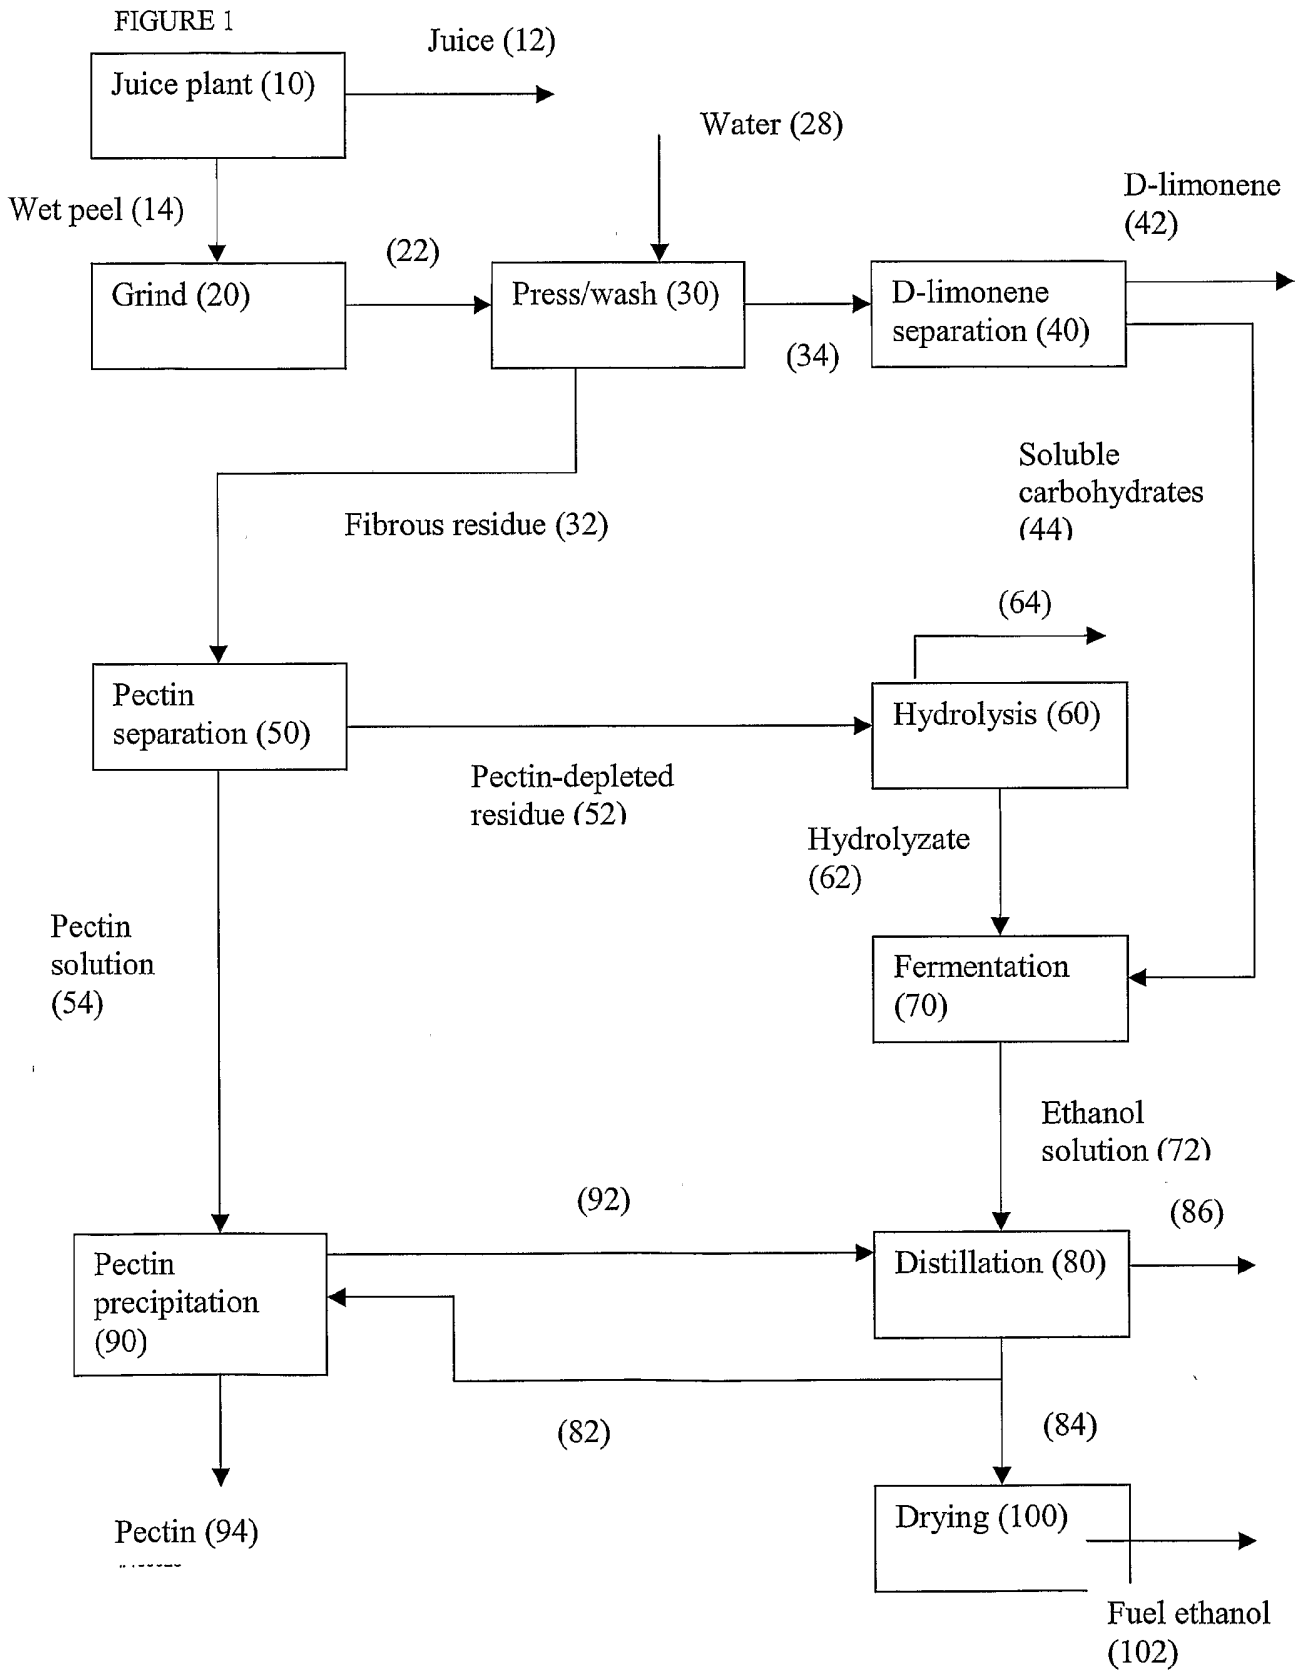 FIGURE 1
Juice (12)
Juice plant (10)
Water (28)
D-limonene
(42)
Wet peel (14)
(22)
Grind (20)
Press/wash (30)
D-limonene
separation (40)
(34)
Soluble
carbohydrates
(44)
Fibrous residue (32)
(64)
Pectin
separation (50)
Hydrolysis (60)
Pectin-depleted
residue (52)
Hydrolyzate
(62)
Pectin
solution
(54)
Fermentation
(70)
Ethanol
solution (72)
(92)
(86)
Pectin
precipitation
(90)
Distillation (80)
(82)
(84)
Drying (100)
Pectin (94)
Fuel ethanol
(102)